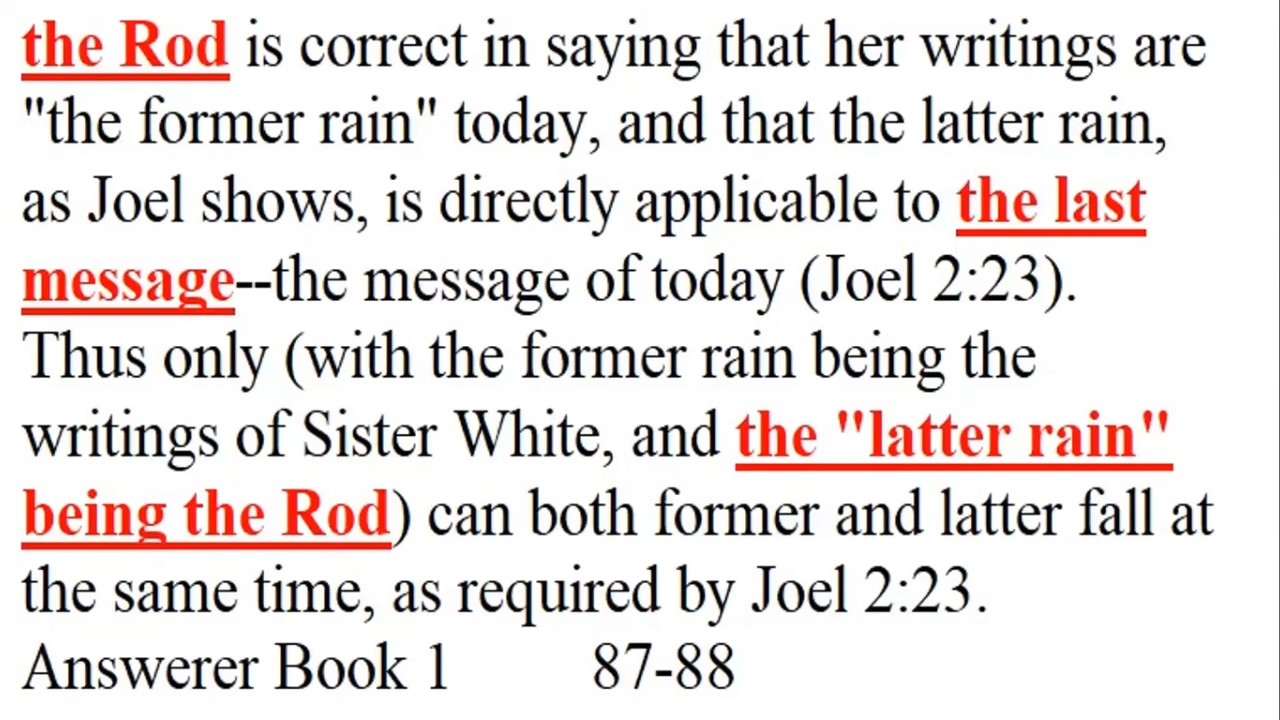 the Rod is correct in saying that her writings are
"the former rain" today, and that the latter rain,
as Joel shows, is directly applicable to the last
message--the message of today (Joel 2:23).
Thus only (with the former rain being the
writings of Sister White, and the "latter rain"
being the Rod) can both former and latter fall at
the same time, as required by Joel 2:23.
Answerer Book 1 87-88